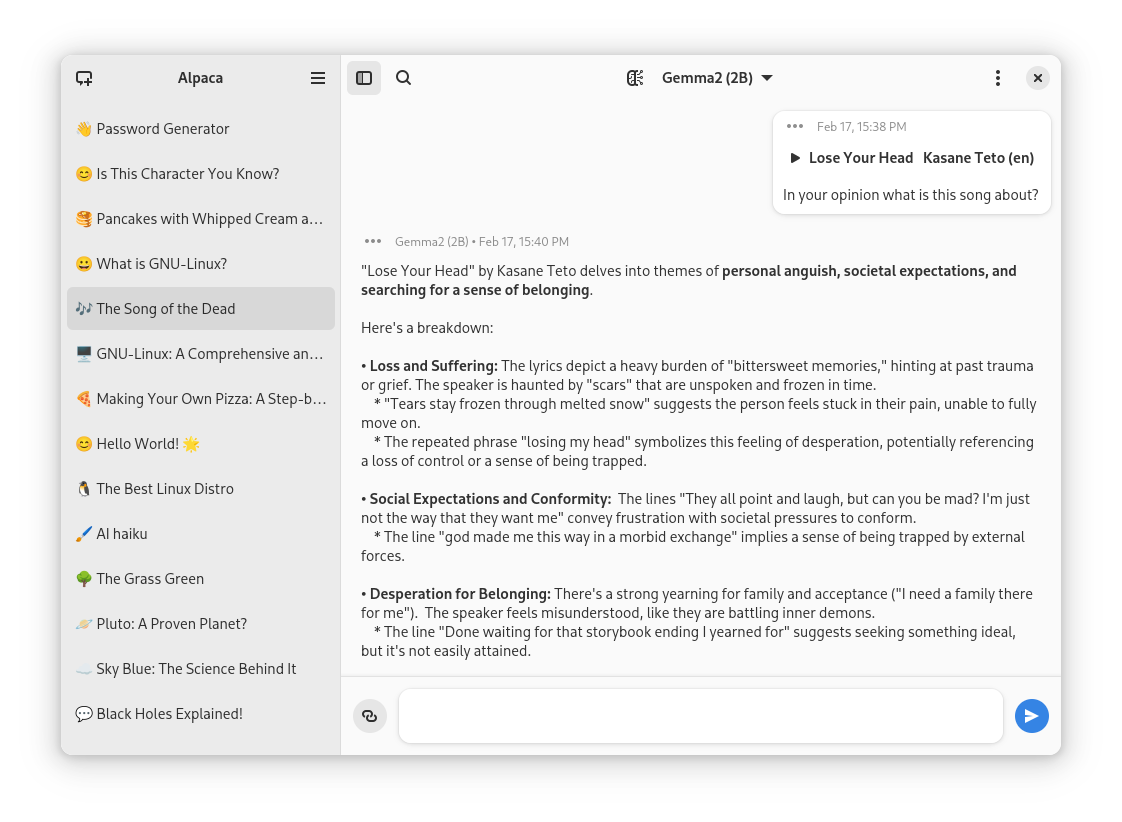 Alpaca
👋 Password Generator
😊 Is This Character You Know?
🥞 Pancakes with Whipped Cream a…
😀 What is GNU-Linux?
🎶 The Song of the Dead
🖥️ GNU-Linux: A Comprehensive an…
🍕 Making Your Own Pizza: A Step-b…
😊 Hello World! 🌟
🐧 The Best Linux Distro
🖌️ AI haiku
🌳 The Grass Green
🪐 Pluto: A Proven Planet?
☁️ Sky Blue: The Science Behind It
💬 Black Holes Explained!
Gemma2 (2B)
Feb 17, 15:38 PM
Lose Your Head Kasane Teto (en)
In your opinion what is this song about?
Gemma2 (2B) • Feb 17, 15:40 PM
"Lose Your Head" by Kasane Teto delves into themes of personal anguish, societal expectations, and
searching for a sense of belonging.
Here's a breakdown:
• Loss and Suffering: The lyrics depict a heavy burden of "bittersweet memories," hinting at past trauma
or grief. The speaker is haunted by "scars" that are unspoken and frozen in time.
* "Tears stay frozen through melted snow" suggests the person feels stuck in their pain, unable to fully
move on.
* The repeated phrase "losing my head" symbolizes this feeling of desperation, potentially referencing
a loss of control or a sense of being trapped.
• Social Expectations and Conformity: The lines "They all point and laugh, but can you be mad? I'm just
not the way that they want me" convey frustration with societal pressures to conform.
* The line "god made me this way in a morbid exchange" implies a sense of being trapped by external
forces.
• Desperation for Belonging: There's a strong yearning for family and acceptance ("I need a family there
for me"). The speaker feels misunderstood, like they are battling inner demons.
* The line "Done waiting for that storybook ending I yearned for" suggests seeking something ideal,
but it's not easily attained.